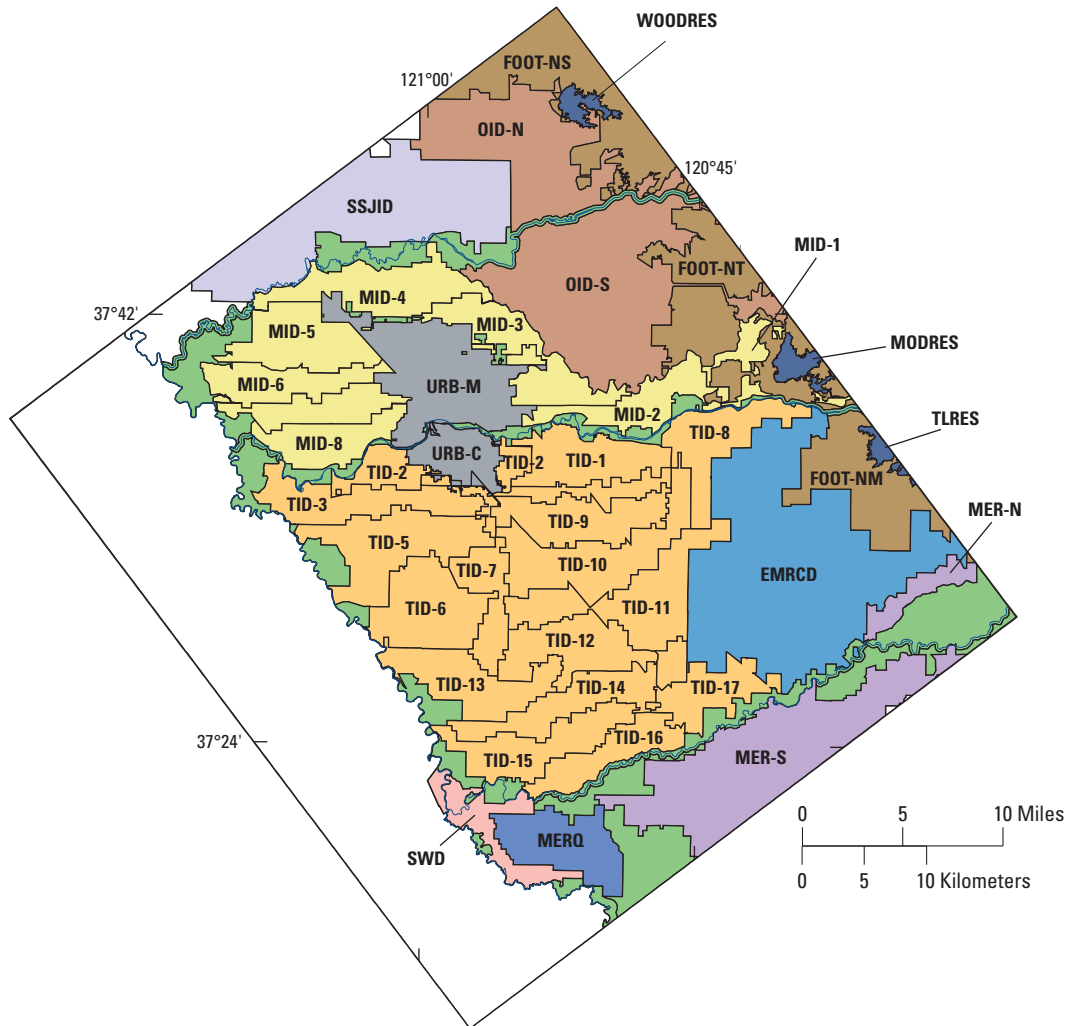 WOODRES
FOOT-NS
121°00'
OID-N
120°45'
SSJID
MID-1
FOOT-NT
OID-S
MID-4
37°42'
MID-3
MID-5
MODRES
MID-6
URB-M
MID-2
TLRES
TID-8
MID-8
URB-C
TID-2
TID-1
TID-2
FOOT-NM
TID-3
MER-N
TID-9
TID-5
TID-10
TID-7
EMRCD
TID-6
TID-11
TID-12
TID-13
TID-14
TID-17
37°24'
TID-16
MER-S
TID-15
0 5 10 Miles
MERQ
SWD
0 5 10 Kilometers